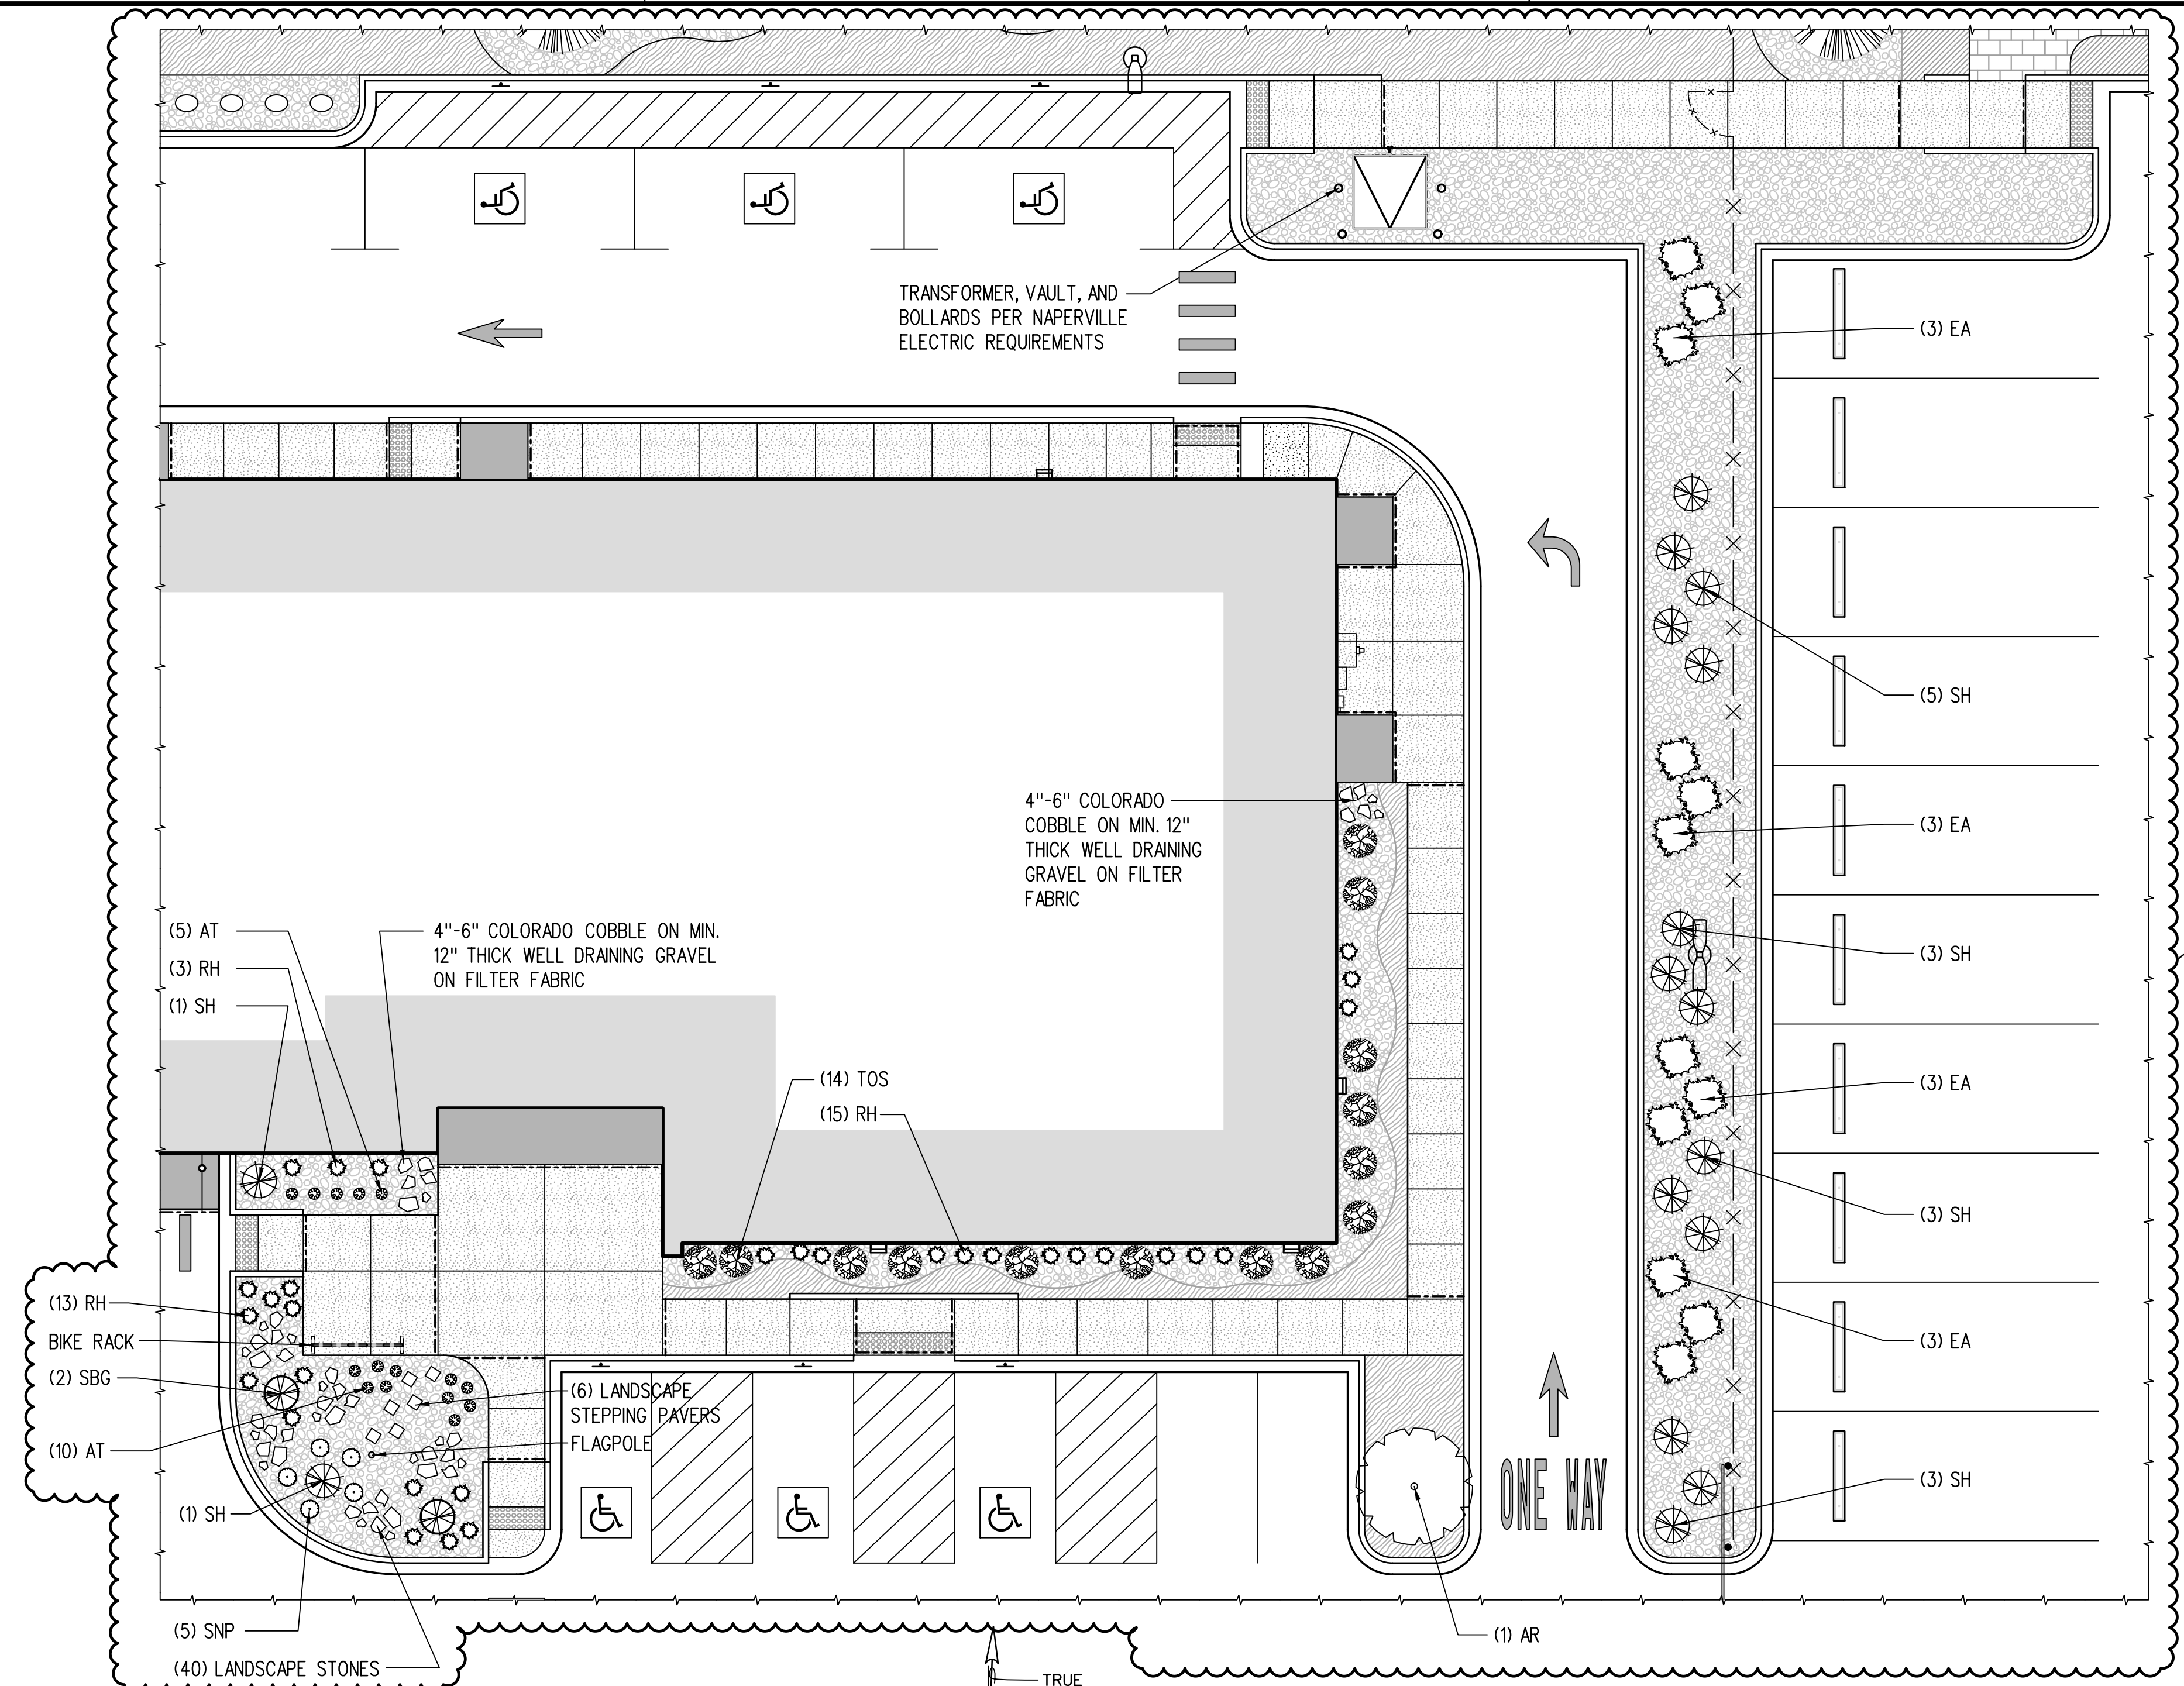 TRANSFORMER, VAULT, AND
BOLLARDS PER NAPERVILLE
ELECTRIC REQUIREMENTS
(3) EA
(5) SH
4"-6" COLORADO
COBBLE ON MIN. 12"
THICK WELL DRAINING
GRAVEL ON FILTER
FABRIC
(3) EA
(5) AT
(3) RH
(1) SH
4"-6" COLORADO COBBLE ON MIN.
12" THICK WELL DRAINING GRAVEL
ON FILTER FABRIC
(3) SH
(14) TOS
(15) RH
(3) EA
(3) SH
(13) RH
BIKE RACK
(2) SBG
(10) AT
(1) SH
(6) LANDSCAPE
STEPPING PAVERS
FLAGPOLE
(3) EA
ONE WAY
(3) SH
(5) SNP
(40) LANDSCAPE STONES
(1) AR
TRUE